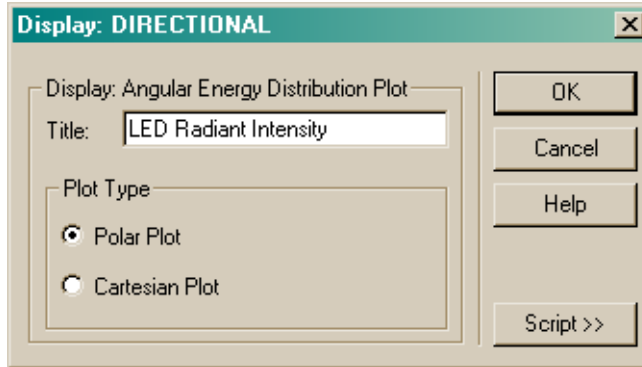 Display: DIRECTIONAL
Display: Angular Energy Distribution Plot
Title: LED Radiant Intensity
Plot Type
Polar Plot
Cartesian Plot
OK
Cancel
Help
Script >>